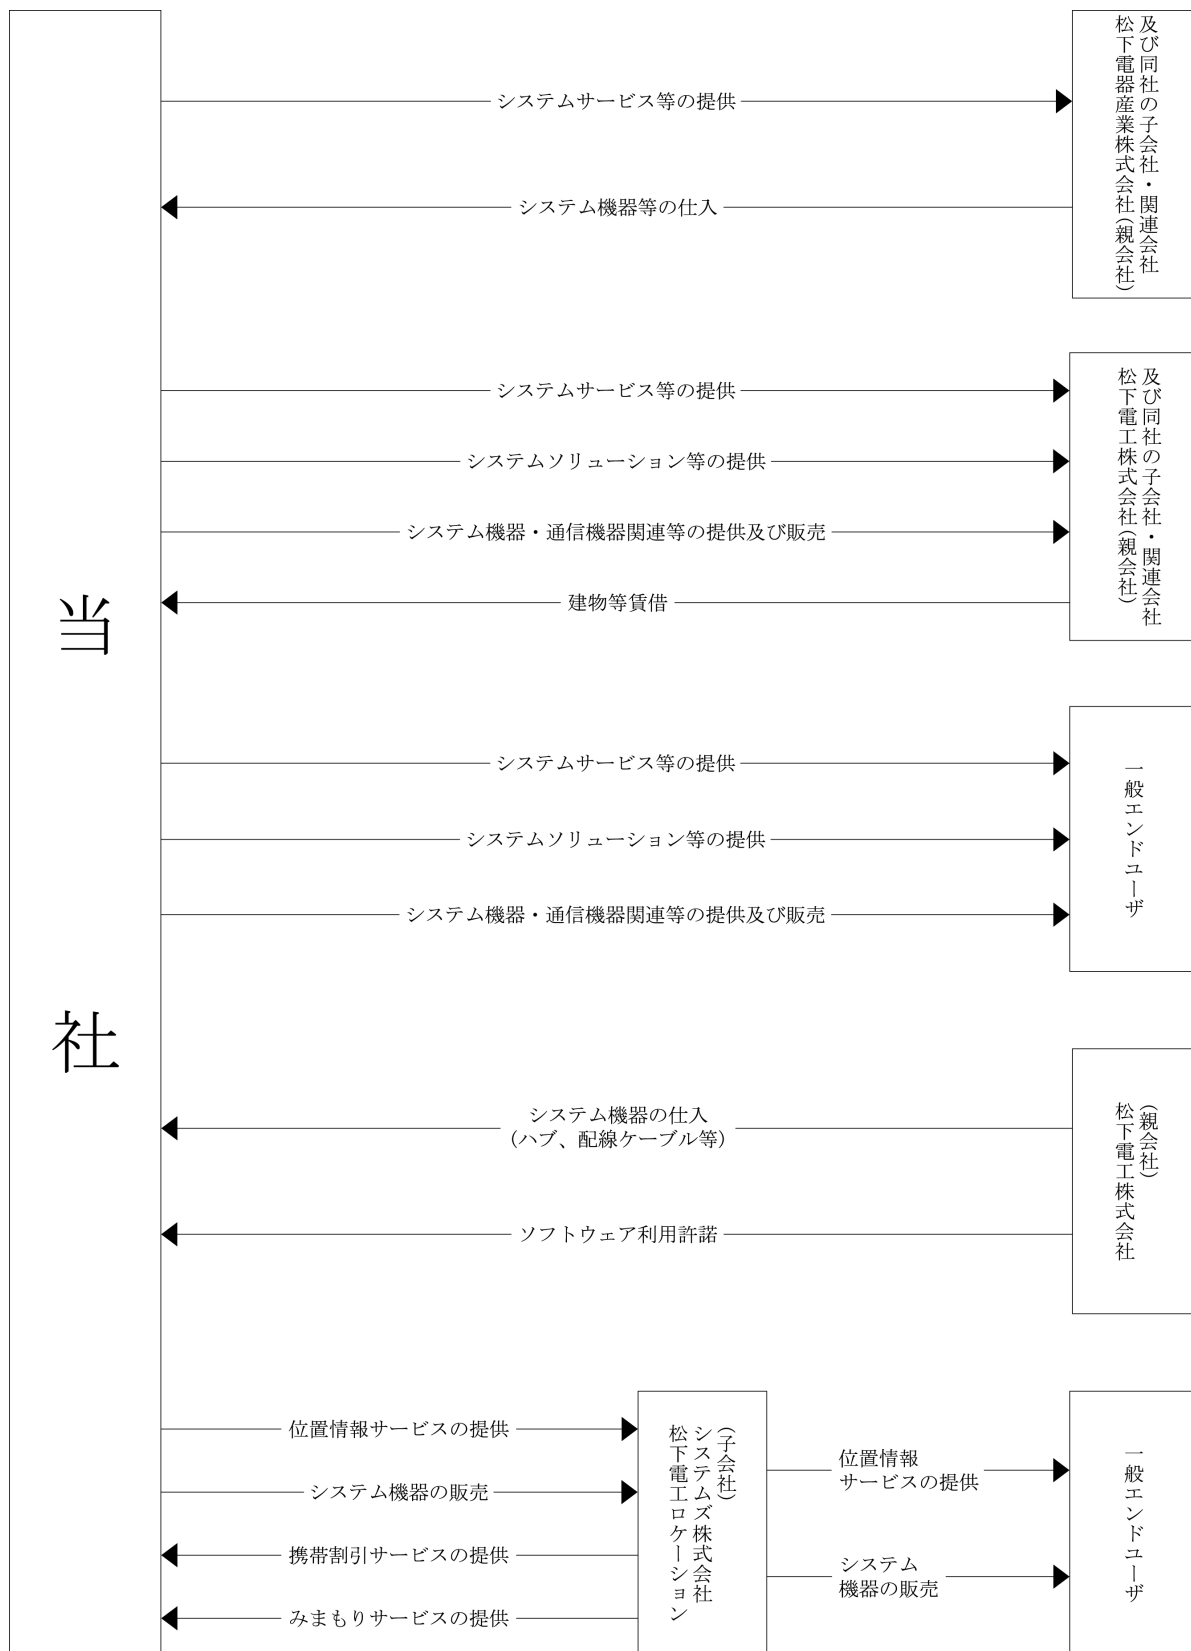 当社
システムサービス等の提供
システム機器等の仕入
松下電器産業株式会社(親会社)
及び同社の子会社・関連会社
システムサービス等の提供
システムソリューション等の提供
システム機器・通信機器関連等の提供及び販売
建物等賃借
松下電工株式会社(親会社)
及び同社の子会社・関連会社
システムサービス等の提供
システムソリューション等の提供
システム機器・通信機器関連等の提供及び販売
一般エンドユーザ
システム機器の仕入
(ハブ、配線ケーブル等)
ソフトウェア利用許諾
松下電工株式会社
(親会社)
位置情報サービスの提供
システム機器の販売
携帯割引サービスの提供
みまもりサービスの提供
松下電工ロケーション
システムズ株式会社
(子会社)
位置情報
サービスの提供
システム
機器の販売
一般エンドユーザ